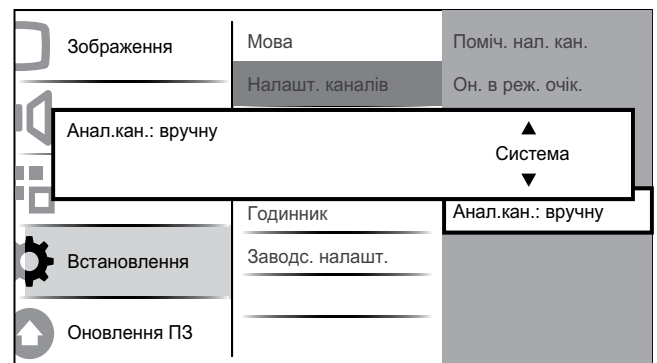 Зображення
Мова
Поміч. нал. кан.
Налашт. каналів
Он. в реж. очік.
Анал.кан.: вручну
Система
Годинник
Анал.кан.: вручну
Встановлення
Заводс. налашт.
Оновлення ПЗ